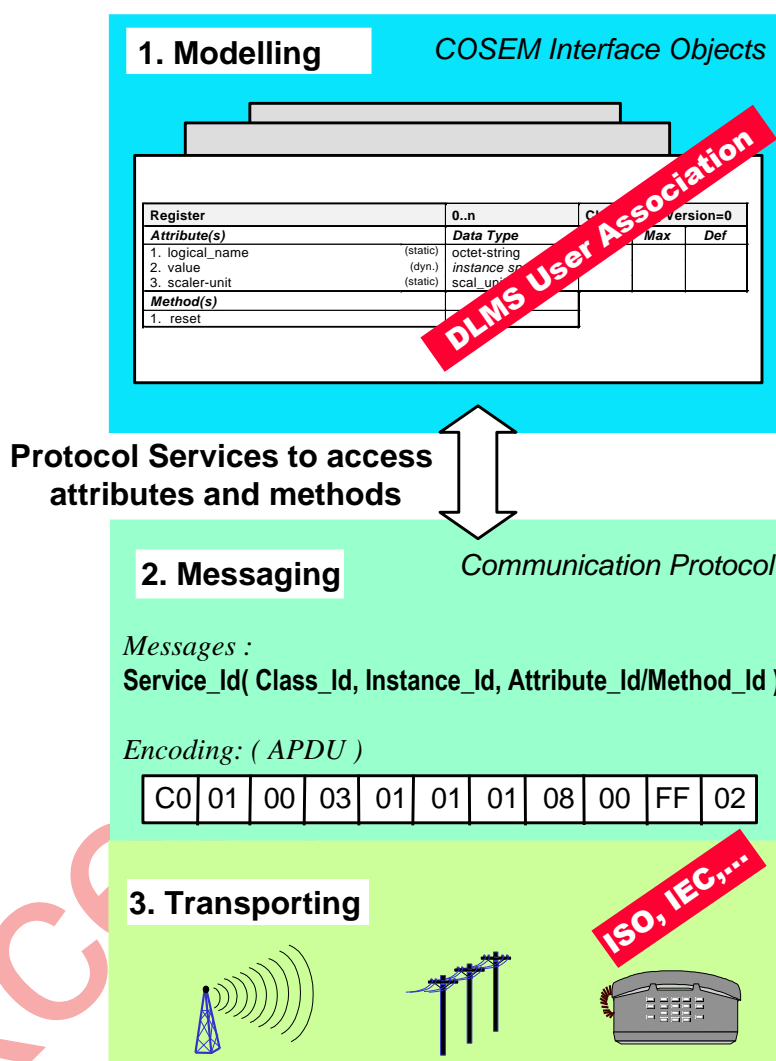 1. Modelling
COSEM Interface Objects
Register 0..n Version=0
Attribute(s) Data Type Max Def
1. logical_name (static) octet-string
2. value (dyn.) instance
3. scaler-unit (static)
Method(s)
1. reset
DLMS User Association
Protocol Services to access
attributes and methods
2. Messaging
Communication Protocol
Messages :
Service_Id( Class_Id, Instance_Id, Attribute_Id/Method_Id )
Encoding: ( APDU )
C0 01 00 03 01 01 01 08 00 FF 02
ISO, IEC,...
3. Transporting